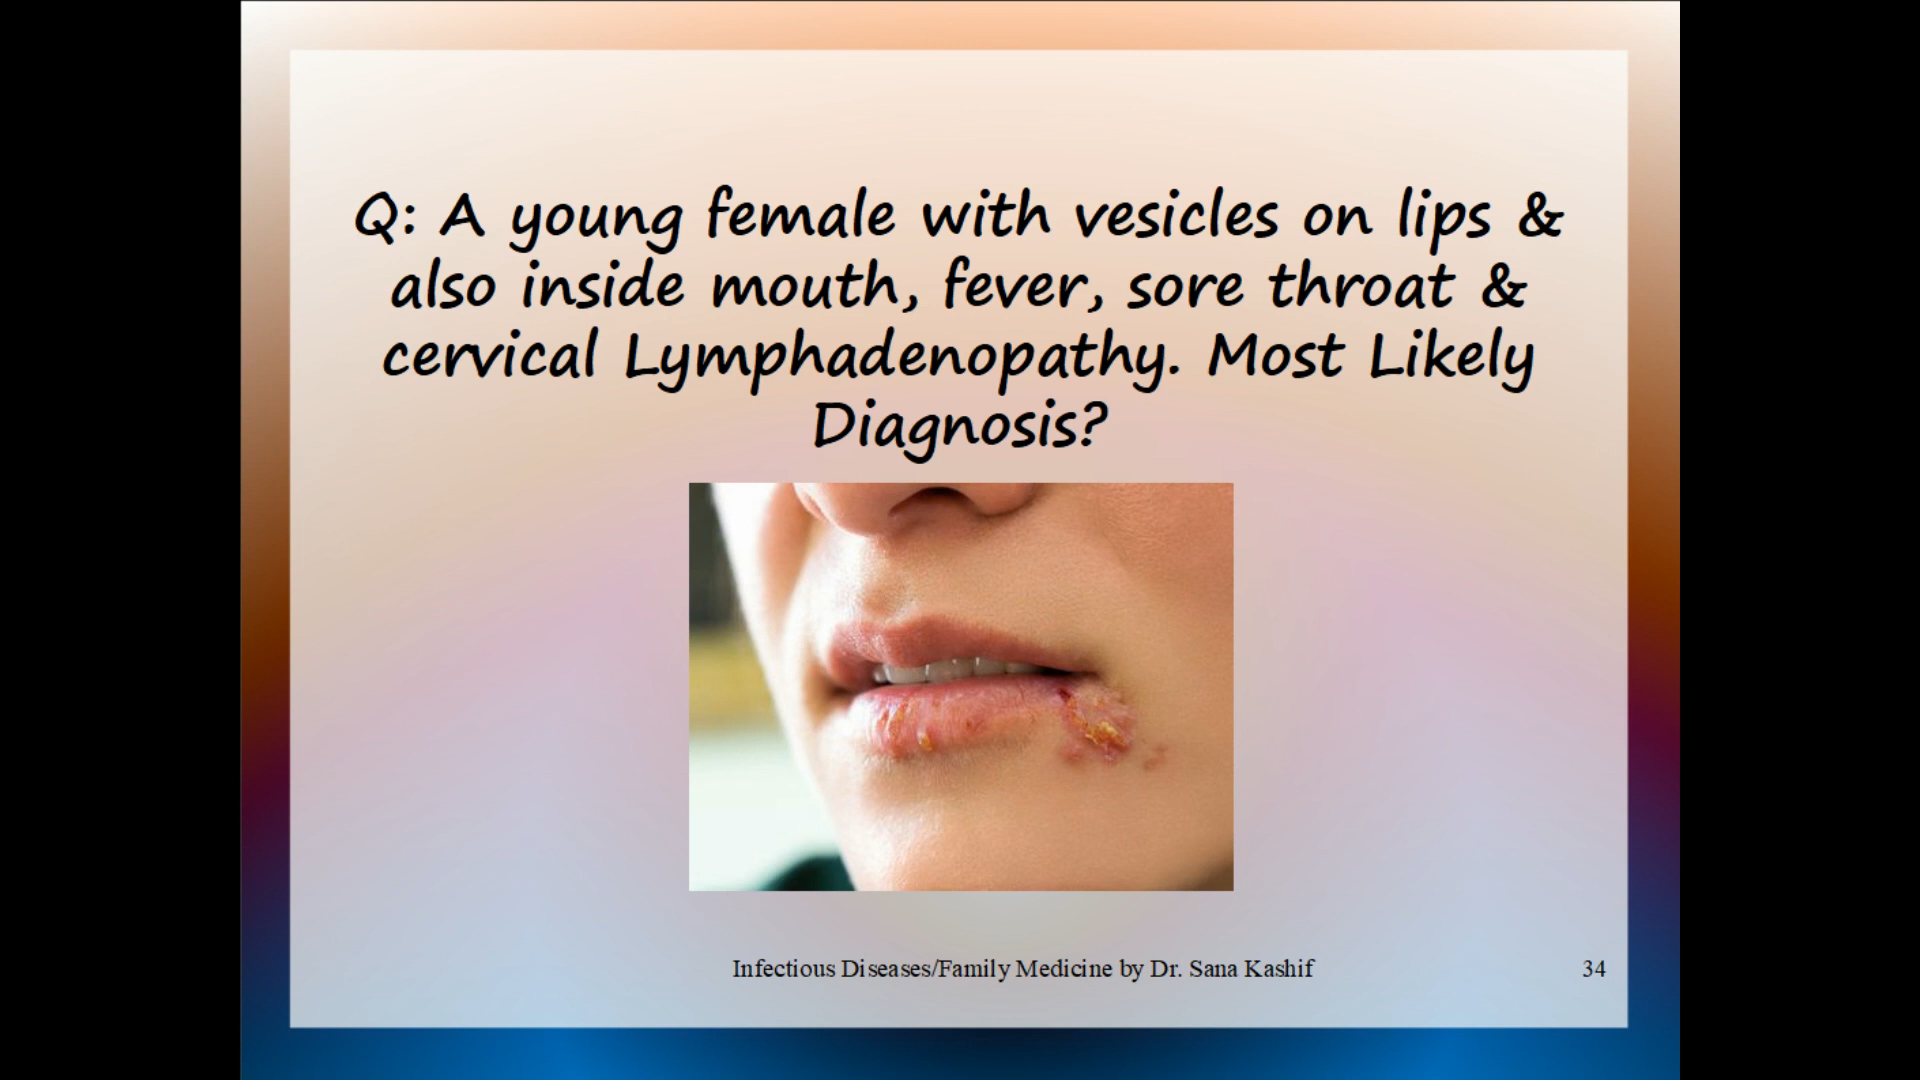 Q: A young female with vesicles on lips &
also inside mouth, fever, sore throat &
cervical Lymphadenopathy. Most Likely
Diagnosis?
Infectious Diseases/Family Medicine by Dr. Sana Kashif
34